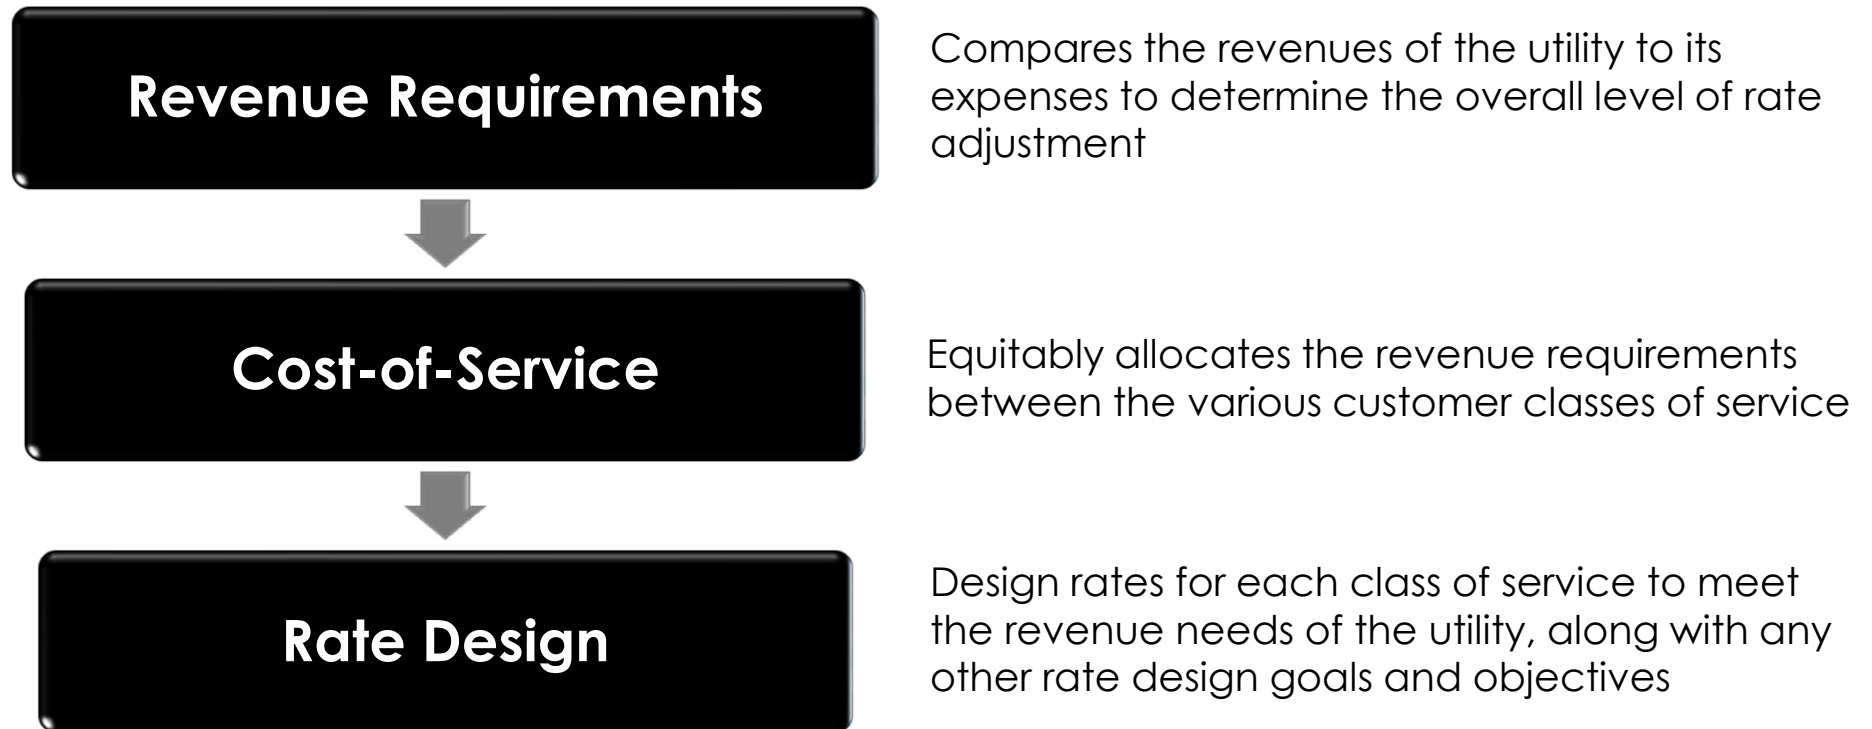 Revenue Requirements
Compares the revenues of the utility to its
expenses to determine the overall level of rate
adjustment
Cost-of-Service
Equitably allocates the revenue requirements
between the various customer classes of service
Rate Design
Design rates for each class of service to meet
the revenue needs of the utility, along with any
other rate design goals and objectives